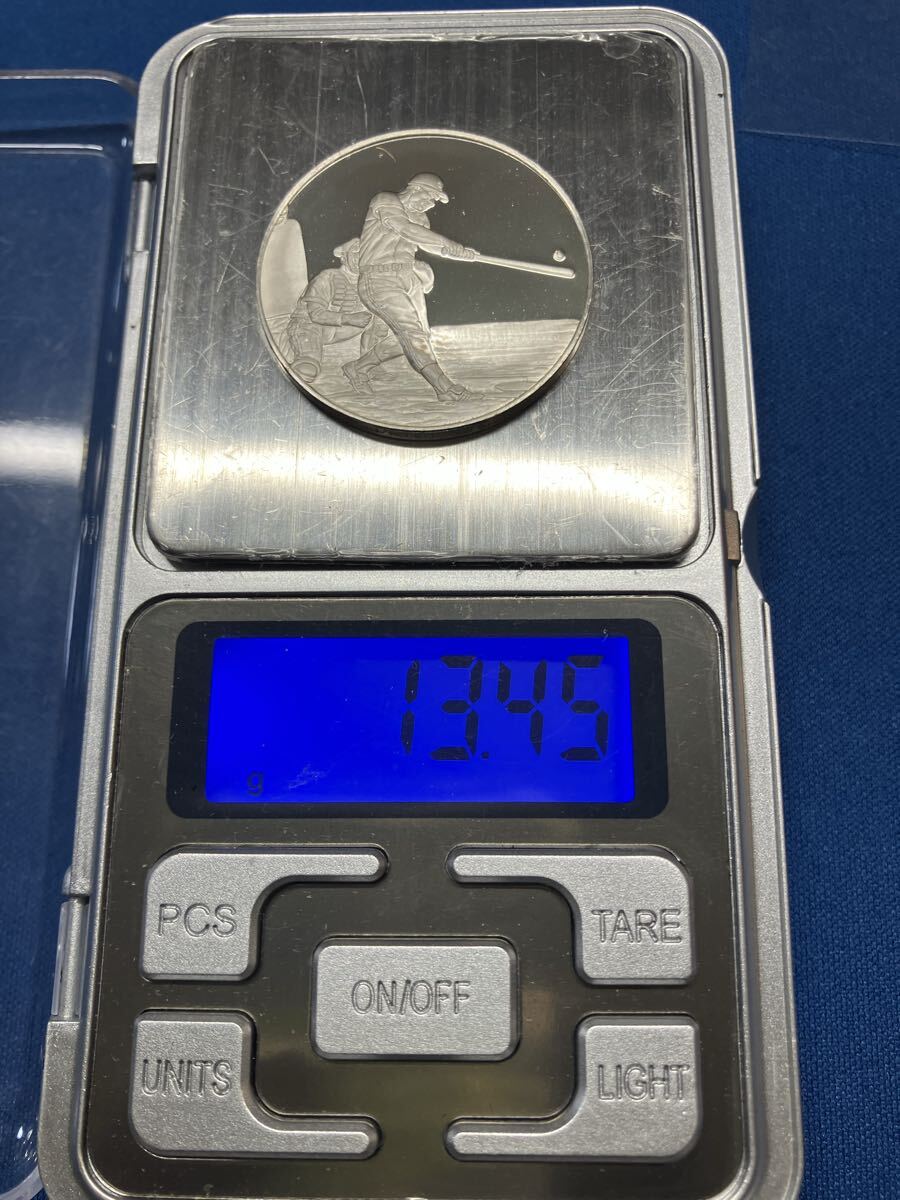 13.45
g
PCS
TARE
ON/OFF
UNITS
LIGHT